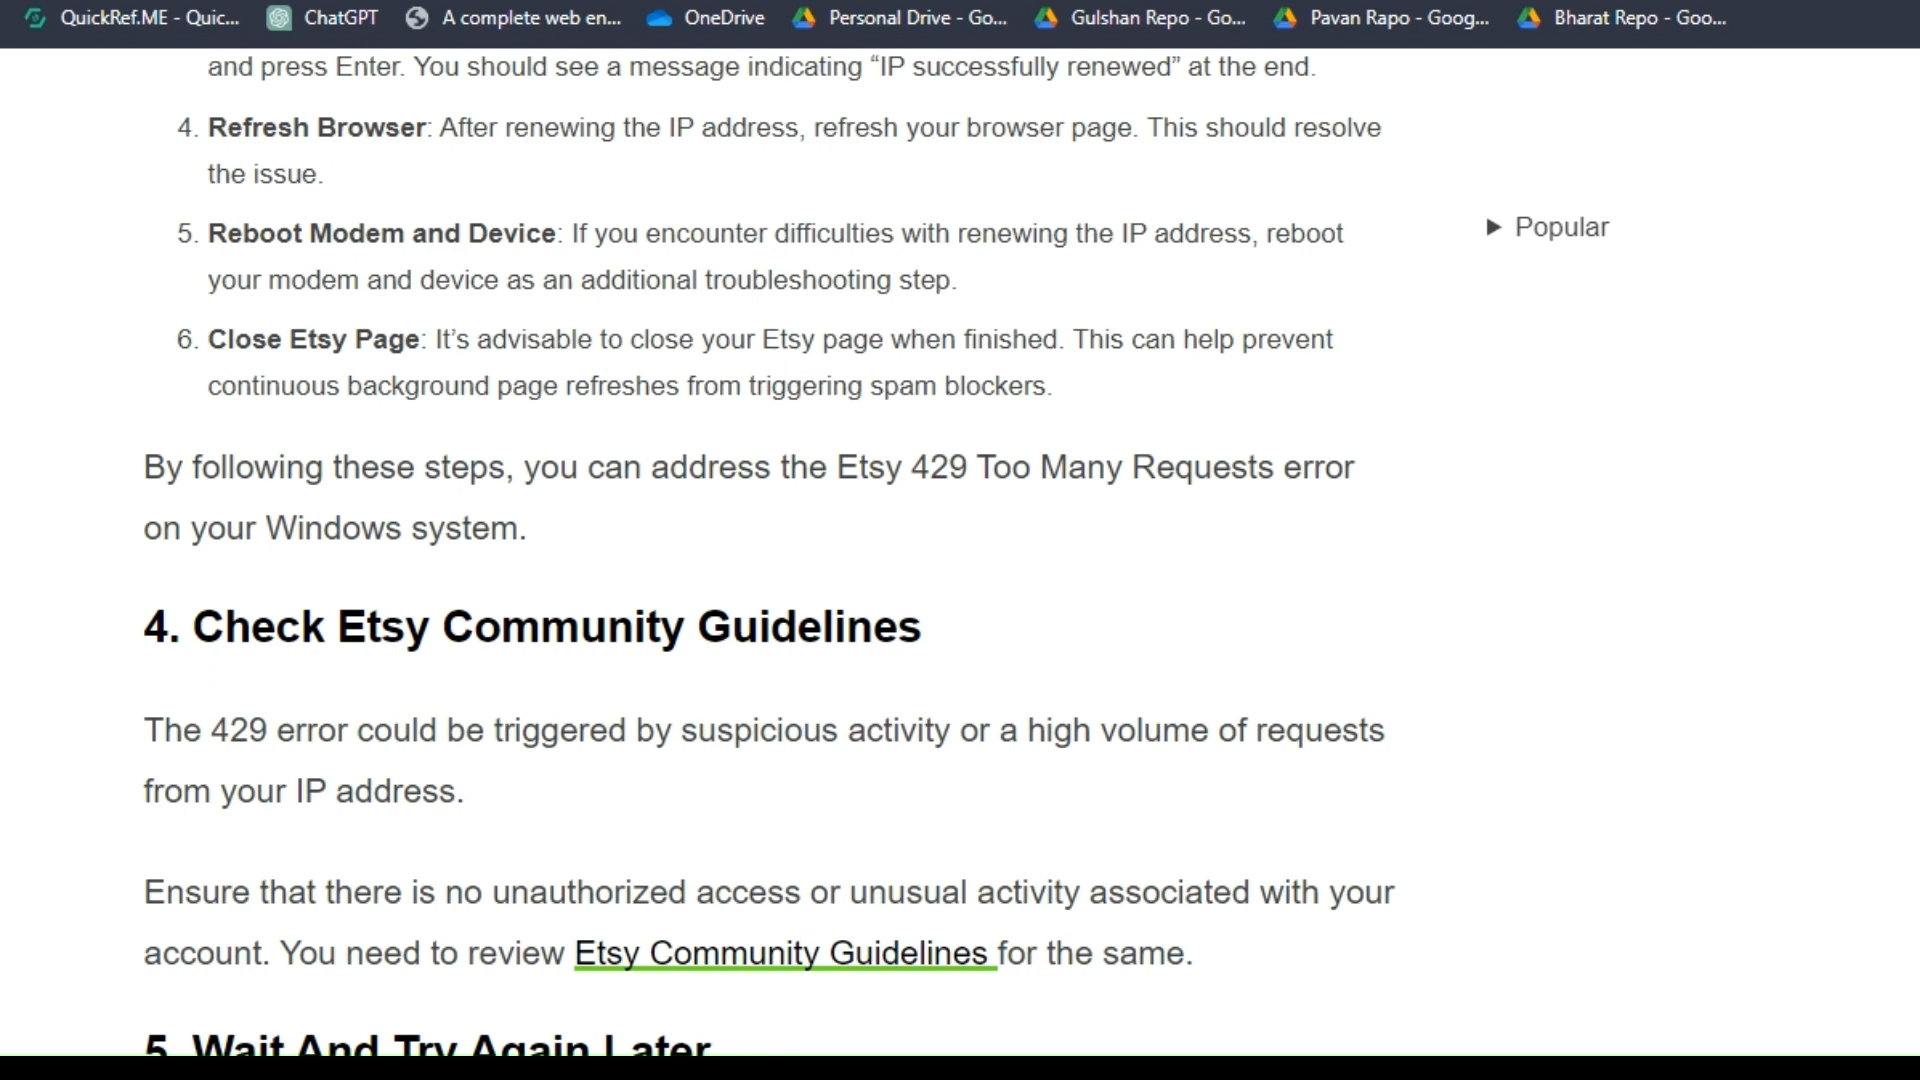 QuickRef.ME - Quic... ChatGPT A complete web en... OneDrive Personal Drive - Go... Gulshan Repo - Go... Pavan Rapo - Goog... Bharat Repo - Goo...
and press Enter. You should see a message indicating “IP successfully renewed” at the end.
4. Refresh Browser: After renewing the IP address, refresh your browser page. This should resolve
the issue.
5. Reboot Modem and Device: If you encounter difficulties with renewing the IP address, reboot
your modem and device as an additional troubleshooting step.
6. Close Etsy Page: It’s advisable to close your Etsy page when finished. This can help prevent
continuous background page refreshes from triggering spam blockers.
By following these steps, you can address the Etsy 429 Too Many Requests error
on your Windows system.
4. Check Etsy Community Guidelines
The 429 error could be triggered by suspicious activity or a high volume of requests
from your IP address.
Ensure that there is no unauthorized access or unusual activity associated with your
account. You need to review Etsy Community Guidelines for the same.
5. Wait And Try Again Later
▶ Popular